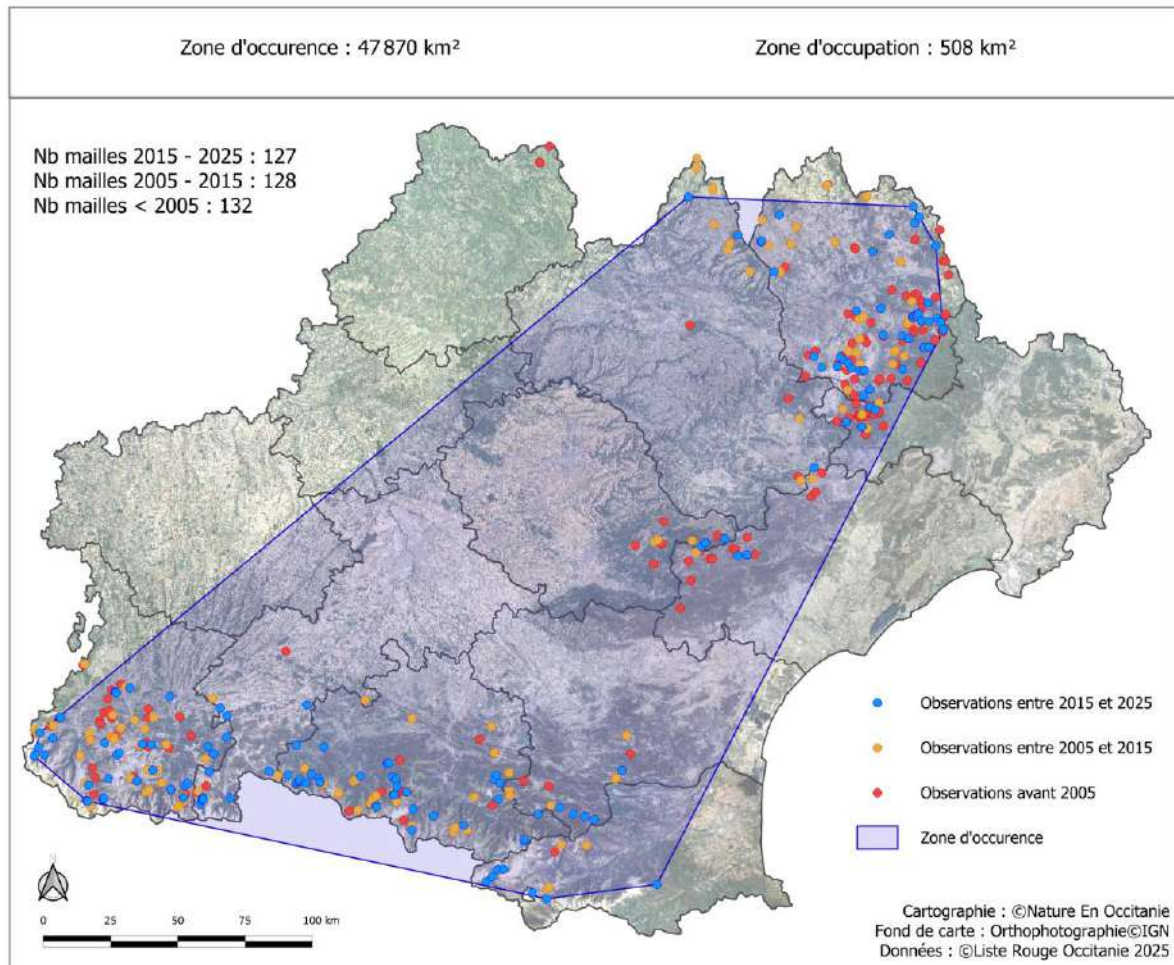 Zone d'occurence : 47 870 km²
Zone d'occupation : 508 km²
Nb mailles 2015 - 2025 : 127
Nb mailles 2005 - 2015 : 128
Nb mailles < 2005 : 132
Observations entre 2015 et 2025
Observations entre 2005 et 2015
Observations avant 2005
Zone d'occurence
N
0 25 50 75 100 km
Cartographie : ©Nature En Occitanie
Fond de carte : Orthophotographie©IGN
Données : ©Liste Rouge Occitanie 2025